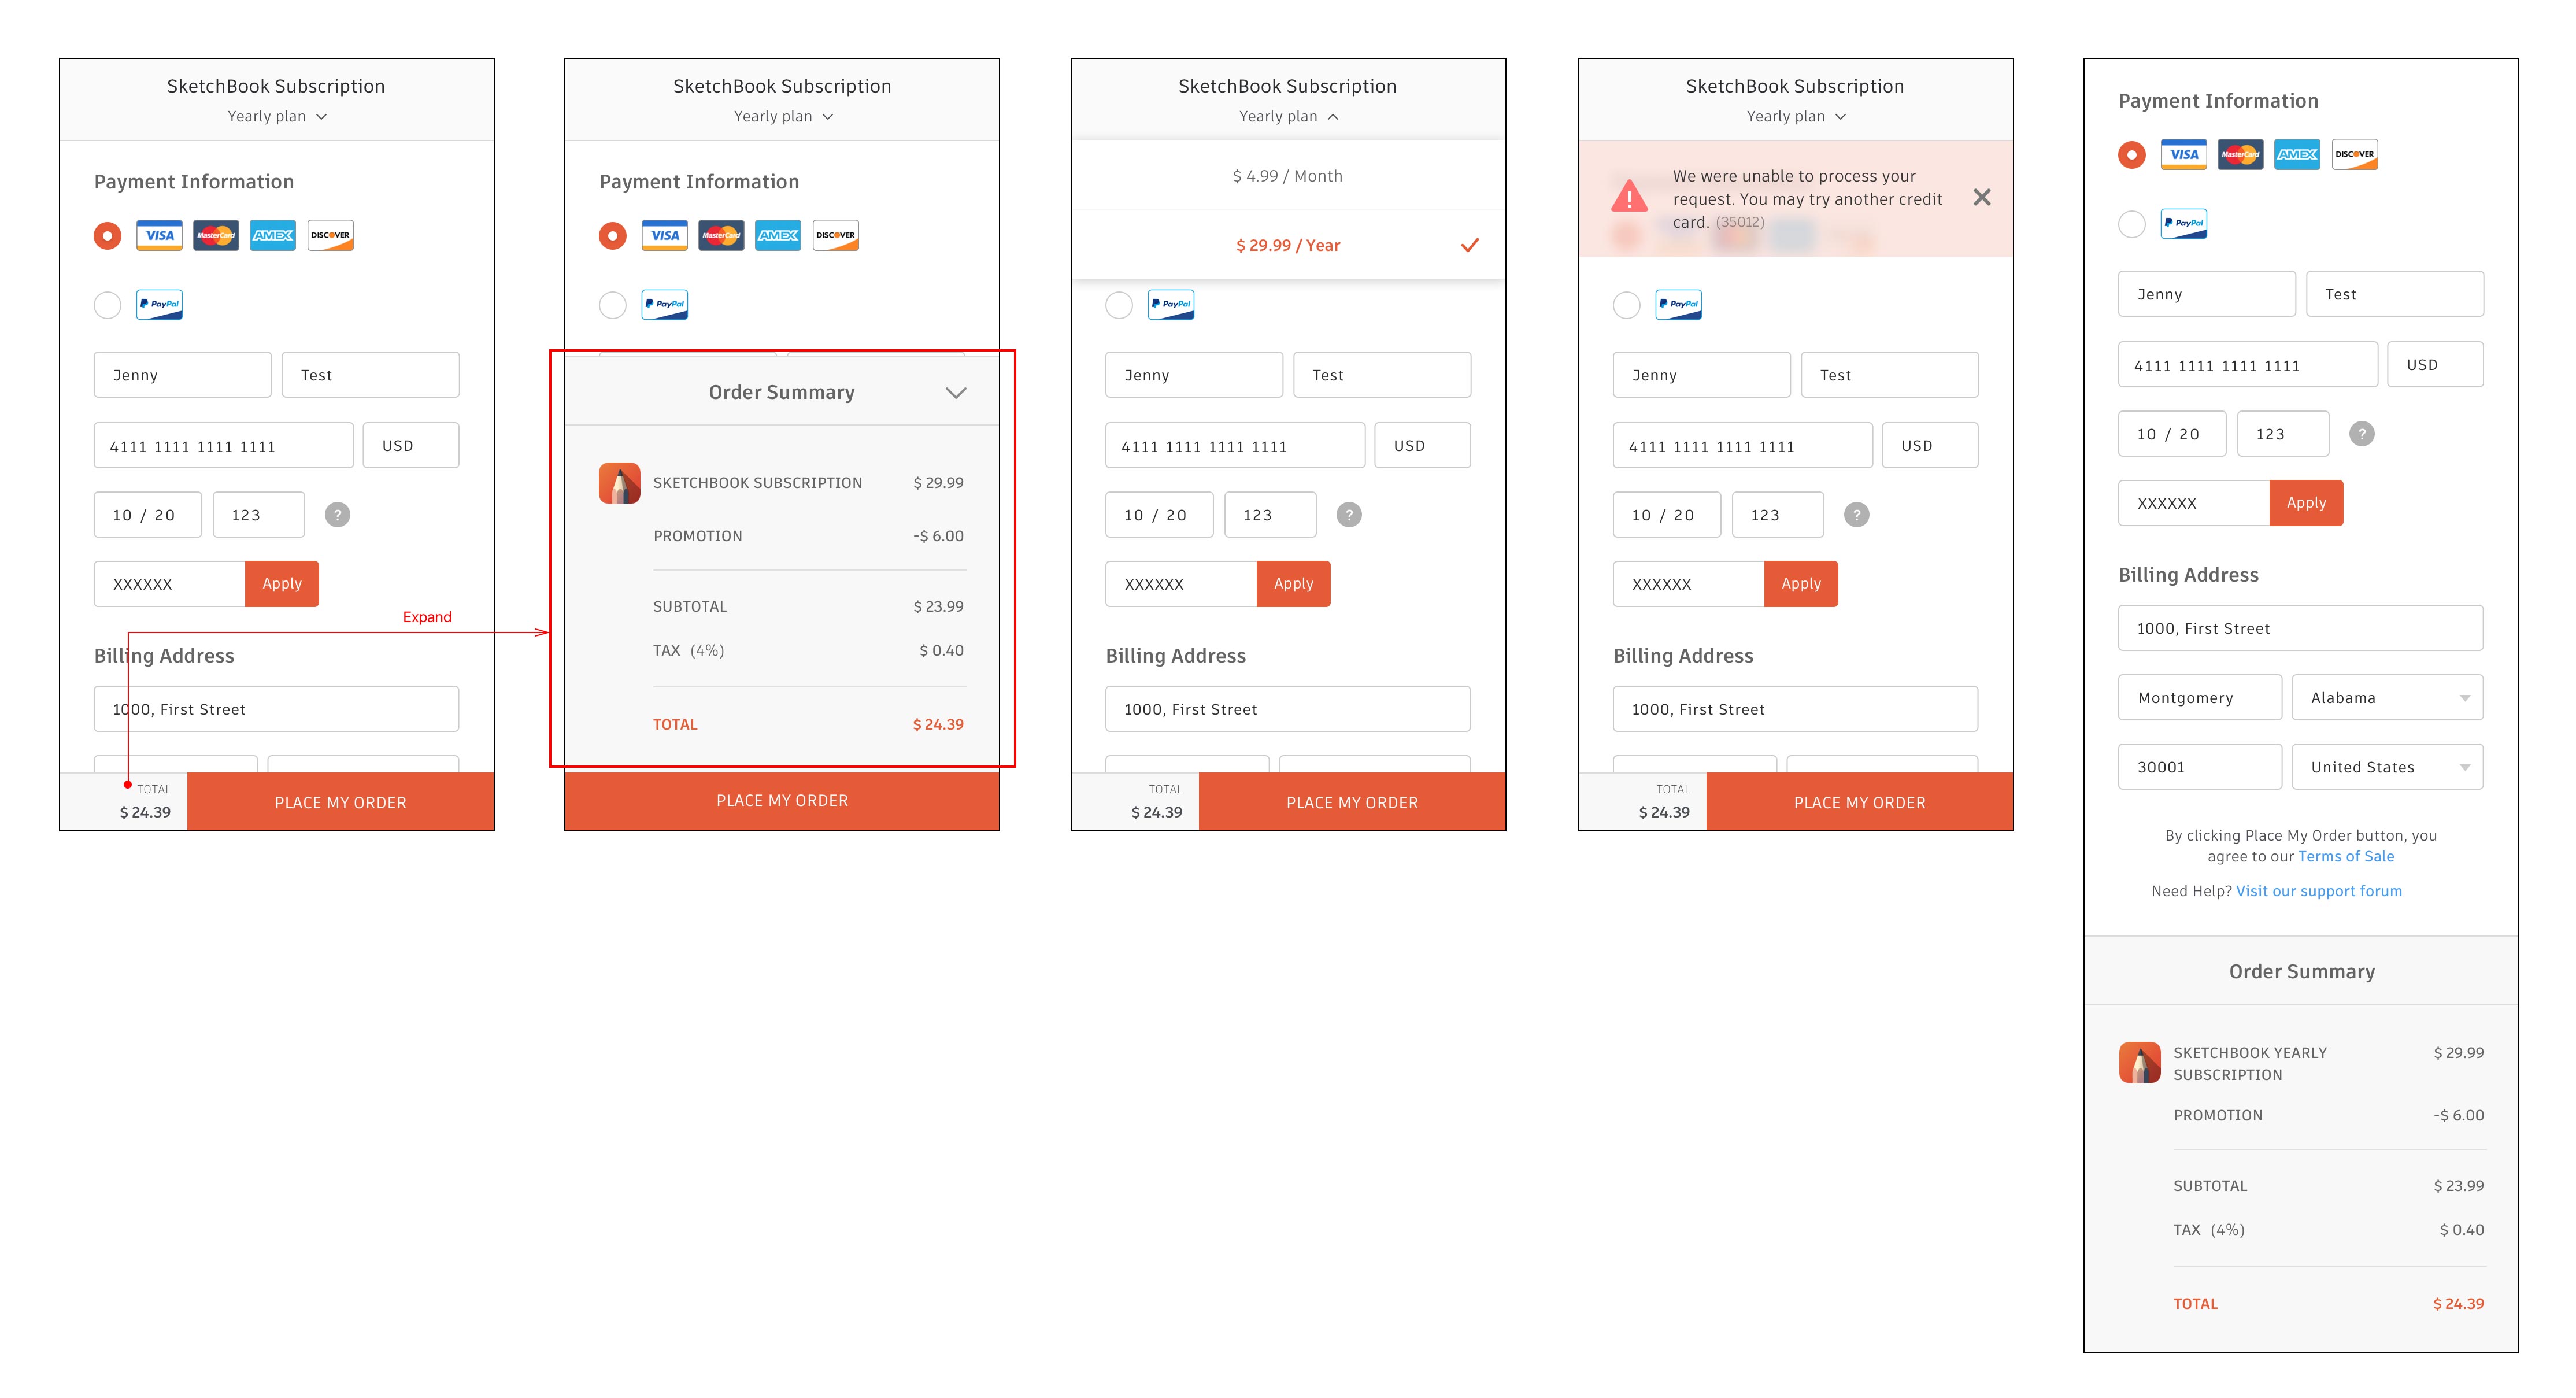 SketchBook Subscription
Yearly plan
Payment Information
VISA MasterCard AMEX DISCOVER
PayPal
Jenny Test
4111 1111 1111 1111 USD
10 / 20 123 ?
XXXXXX Apply
Expand
Billing Address
1000, First Street
TOTAL
$ 24.39
PLACE MY ORDER
SketchBook Subscription
Yearly plan
Payment Information
VISA MasterCard AMEX DISCOVER
PayPal
Order Summary
SKETCHBOOK SUBSCRIPTION $ 29.99
PROMOTION -$ 6.00
SUBTOTAL $ 23.99
TAX (4%) $ 0.40
TOTAL $ 24.39
PLACE MY ORDER
SketchBook Subscription
Yearly plan
$ 4.99 / Month
$ 29.99 / Year
PayPal
Jenny Test
4111 1111 1111 1111 USD
10 / 20 123 ?
XXXXXX Apply
Billing Address
1000, First Street
TOTAL
$ 24.39
PLACE MY ORDER
SketchBook Subscription
Yearly plan
We were unable to process your
request. You may try another credit
card. (35012)
PayPal
Jenny Test
4111 1111 1111 1111 USD
10 / 20 123 ?
XXXXXX Apply
Billing Address
1000, First Street
TOTAL
$ 24.39
PLACE MY ORDER
Payment Information
VISA MasterCard AMEX DISCOVER
PayPal
Jenny Test
4111 1111 1111 1111 USD
10 / 20 123 ?
XXXXXX Apply
Billing Address
1000, First Street
Montgomery Alabama
30001 United States
By clicking Place My Order button, you
agree to our Terms of Sale
Need Help? Visit our support forum
Order Summary
SKETCHBOOK YEARLY $ 29.99
SUBSCRIPTION
PROMOTION -$ 6.00
SUBTOTAL $ 23.99
TAX (4%) $ 0.40
TOTAL $ 24.39